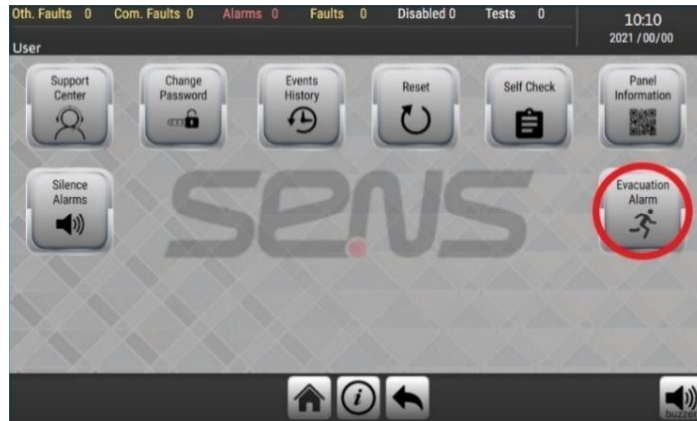 Oth. Faults 0 Com. Faults 0 Alarms 0 Faults 0 Disabled 0 Tests 0
10:10
2021 /00/00
User
Support
Center
Change
Password
Events
History
Reset
Self Check
Panel
Information
Silence
Alarms
Evacuation
Alarm
SENS
i
buzzer